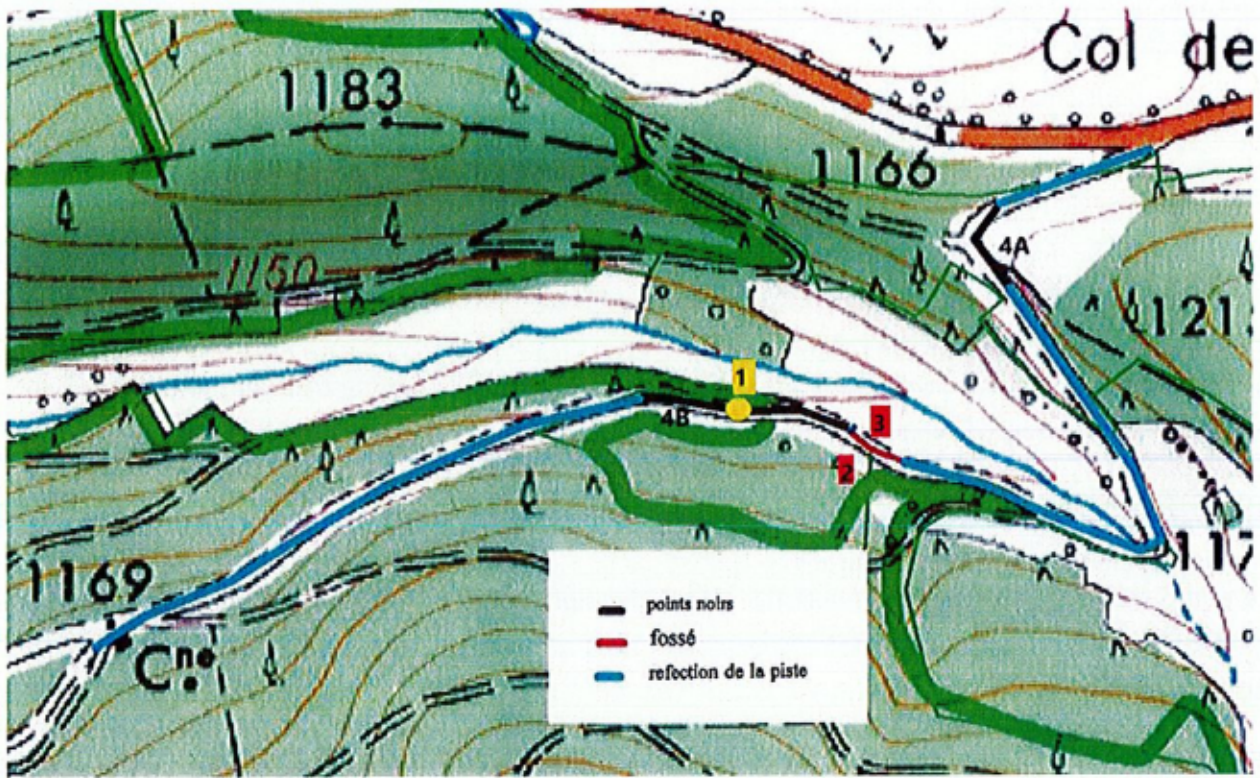 Col de
1183
1166
4A
1150
121
1
3
4B
2
117
1169
Cne
points noirs
fossé
refection de la piste